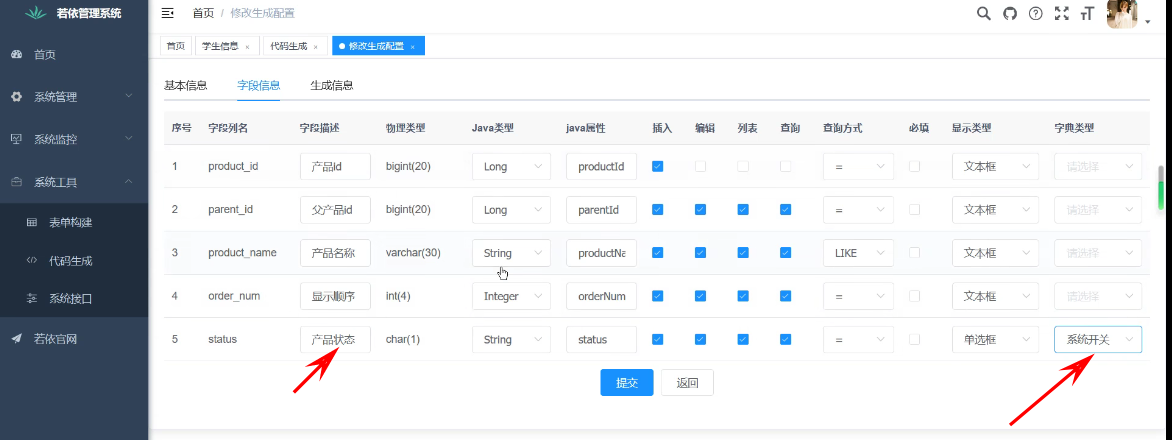 若依管理系统
首页 / 修改生成配置
首页 学生信息 × 代码生成 × 修改生成配置 ×
首页
系统管理
系统监控
系统工具
表单构建
代码生成
系统接口
若依官网
基本信息 字段信息 生成信息
序号 字段列名 字段描述 物理类型 Java类型 java属性 插入 编辑 列表 查询 查询方式 必填 显示类型 字典类型
1 product_id 产品id bigint(20) Long productId = 文本框 请选择
2 parent_id 父产品id bigint(20) Long parentId = 文本框 请选择
3 product_name 产品名称 varchar(30) String productNa LIKE 文本框 请选择
4 order_num 显示顺序 int(4) Integer orderNum = 文本框 请选择
5 status 产品状态 char(1) String status = 单选框 系统开关
提交 返回